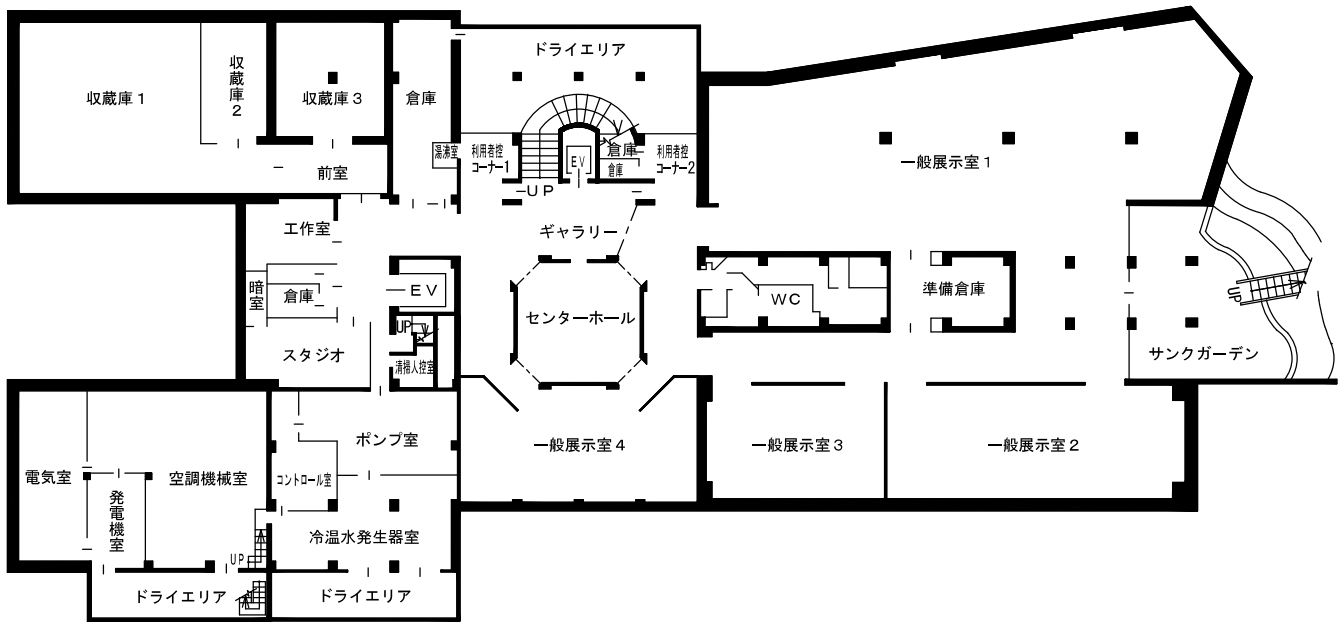 ドライエリア
収蔵庫1
収蔵庫2
収蔵庫3
倉庫
湯沸室
利用者控
コーナー1
EV
倉庫
倉庫
利用者控
コーナー2
一般展示室1
前室
UP
工作室
ギャラリー
暗室
倉庫
EV
センターホール
WC
準備倉庫
UP
スタジオ
UP
清掃人控室
サンクガーデン
ポンプ室
一般展示室4
一般展示室3
一般展示室2
電気室
空調機械室
コントロール室
発電機室
冷温水発生器室
UP
ドライエリア
ドライエリア